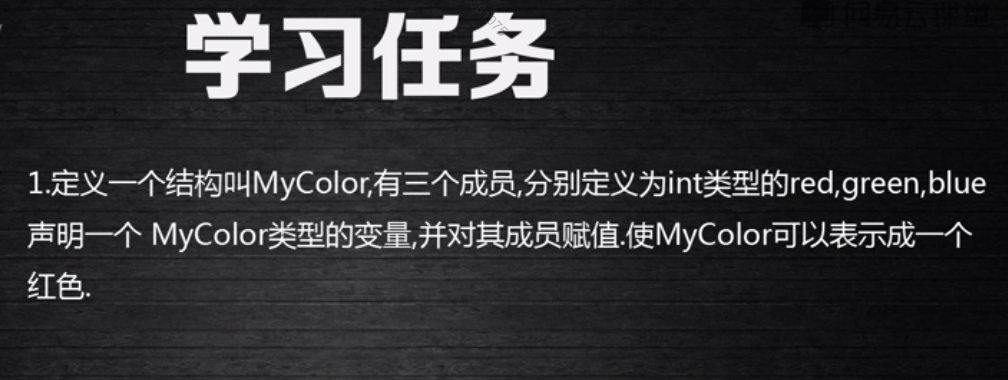 学习任务
1.定义一个结构叫MyColor,有三个成员,分别定义为int类型的red,green,blue
声明一个 MyColor类型的变量,并对其成员赋值.使MyColor可以表示成一个
红色.